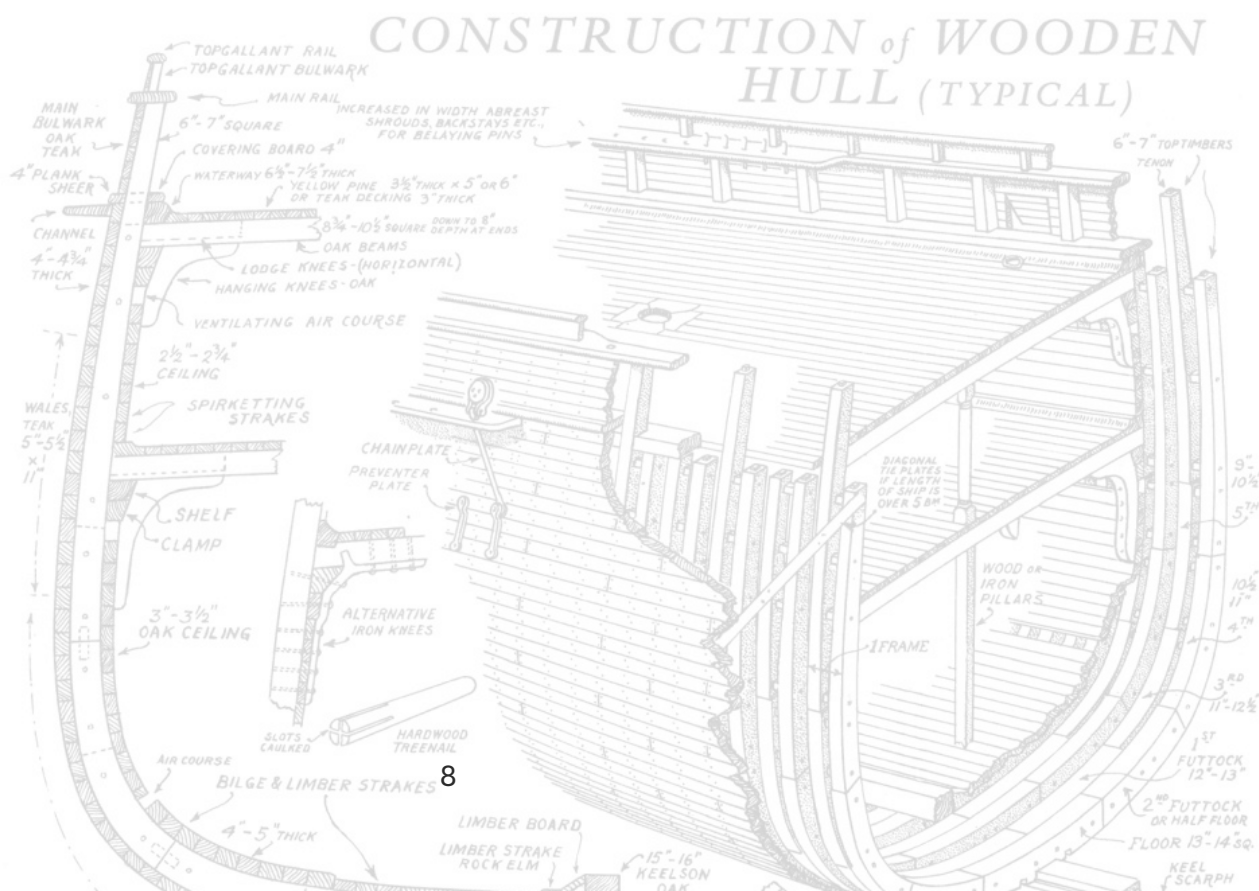 CONSTRUCTION of WOODEN
HULL (TYPICAL)
TOPGALLANT RAIL
TOPGALLANT BULWARK
MAIN RAIL
MAIN
BULWARK
OAK
TEAK
6"-7" SQUARE
INCREASED IN WIDTH ABREAST
SHROUDS, BACKSTAYS ETC.,
FOR BELAYING PINS
COVERING BOARD 4"
4" PLANK
SHEER
WATERWAY 6½"-7½" THICK
YELLOW PINE 3½" THICK x 5" OR 6"
OR TEAK DECKING 3" THICK
CHANNEL
8¾"-10½" SQUARE DOWN TO 8"
DEPTH AT ENDS
OAK BEAMS
4"-4¾"
THICK
LODGE KNEES-(HORIZONTAL)
HANGING KNEES-OAK
VENTILATING AIR COURSE
2½"-2¾"
CEILING
SPIRKETTING
STRAKES
WALES,
TEAK
5"-5½"
x
11"
SHELF
CLAMP
3"-3½"
OAK CEILING
CHAINPLATE
PREVENTER
PLATE
ALTERNATIVE
IRON KNEES
SLOTS
CAULKED
HARDWOOD
TREENAIL
8
AIR COURSE
BILGE & LIMBER STRAKES
4"-5" THICK
LIMBER BOARD
LIMBER STRAKE
ROCK ELM
15"-16"
KEELSON
OAK
6"-7" TOPTIMBERS
TENON
DIAGONAL
TIE PLATES
IF LENGTH
OF SHIP IS
OVER 5 BM
WOOD OR
IRON
PILLARS
1 FRAME
9"
10½
5TH
10½"
11"
4TH
3RD
11"-12½"
1ST
FUTTOCK
12"-13"
2ND FUTTOCK
OR HALF FLOOR
FLOOR 13"-14" SQ.
KEEL
SCARPH